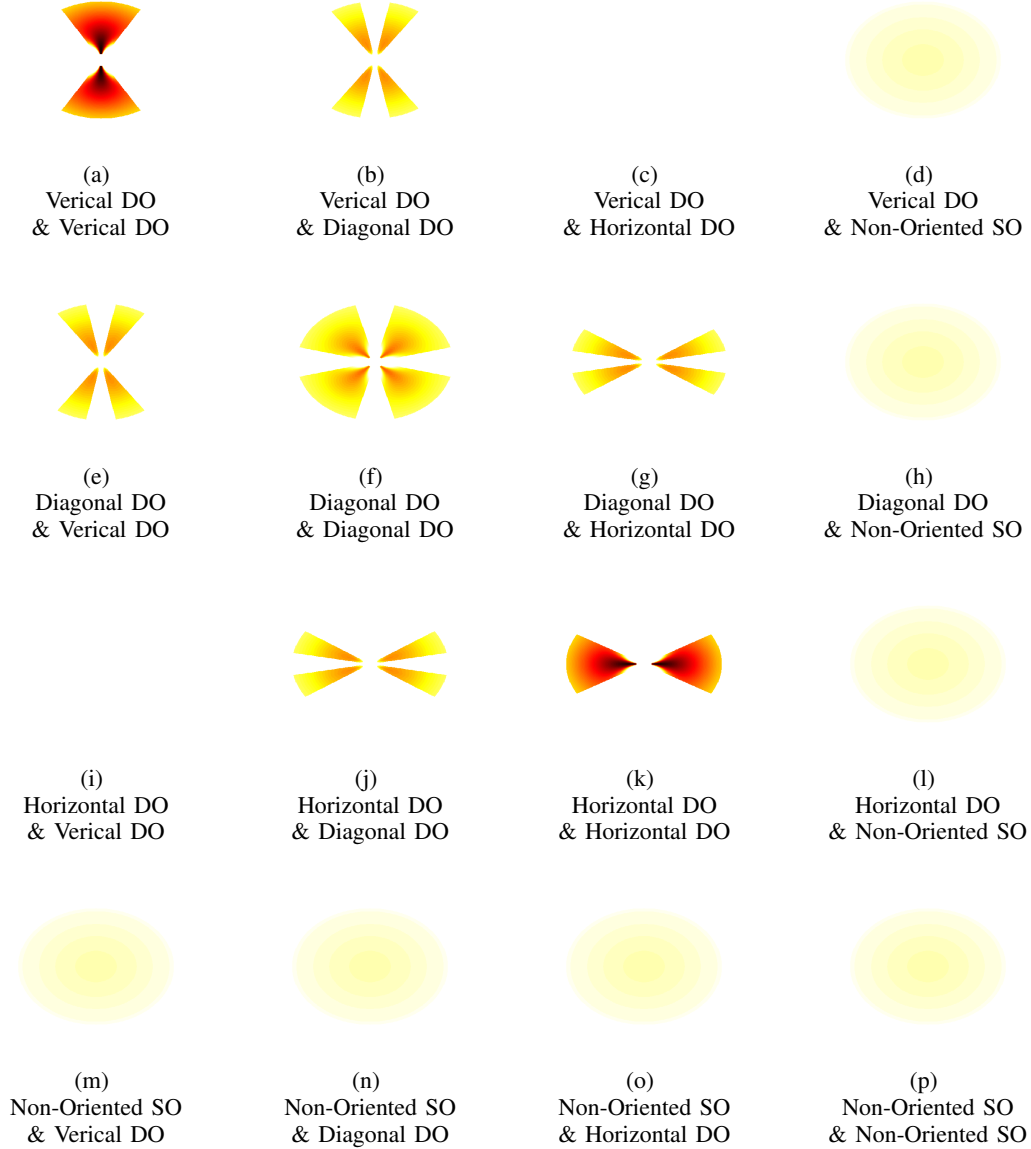 (a)
Verical DO
& Verical DO
(b)
Verical DO
& Diagonal DO
(c)
Verical DO
& Horizontal DO
(d)
Verical DO
& Non-Oriented SO
(e)
Diagonal DO
& Verical DO
(f)
Diagonal DO
& Diagonal DO
(g)
Diagonal DO
& Horizontal DO
(h)
Diagonal DO
& Non-Oriented SO
(i)
Horizontal DO
& Verical DO
(j)
Horizontal DO
& Diagonal DO
(k)
Horizontal DO
& Horizontal DO
(l)
Horizontal DO
& Non-Oriented SO
(m)
Non-Oriented SO
& Verical DO
(n)
Non-Oriented SO
& Diagonal DO
(o)
Non-Oriented SO
& Horizontal DO
(p)
Non-Oriented SO
& Non-Oriented SO